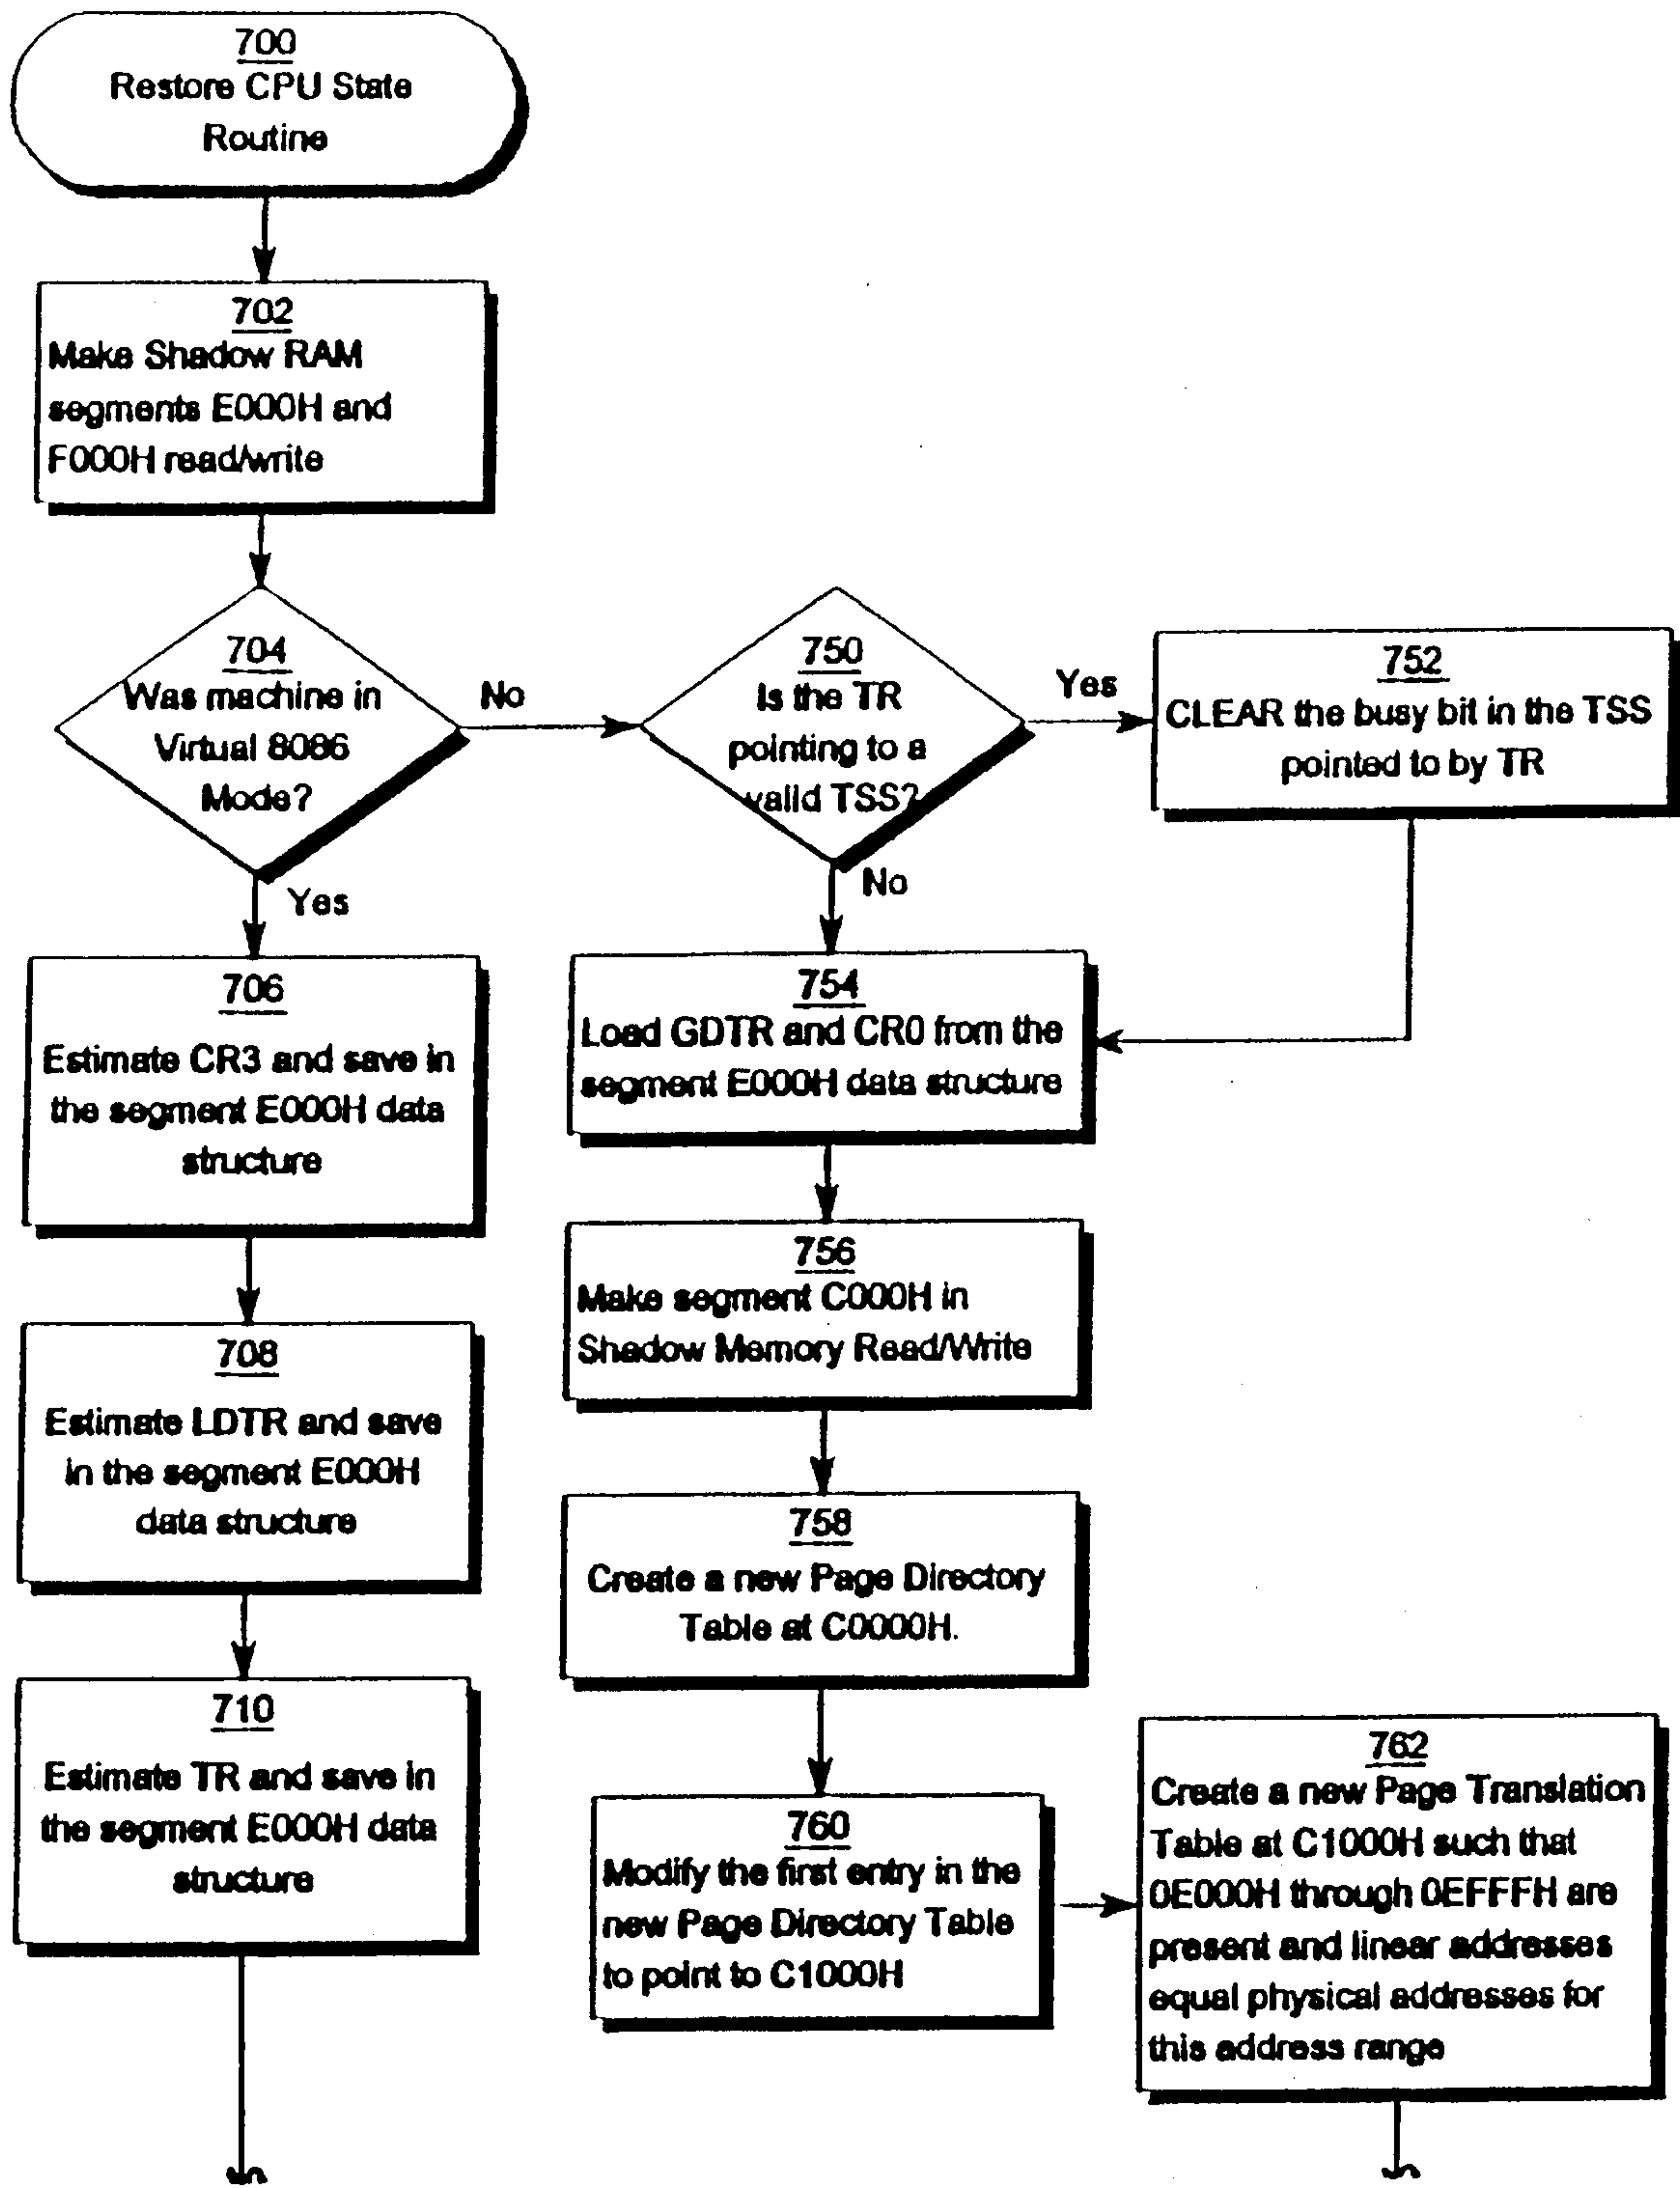 700
Restore CPU State
Routine
702
Make Shadow RAM
segments E000H and
F000H read/write
704
Was machine in
Virtual 8086
Mode?
No
Yes
750
Is the TR
pointing to a
valid TSS?
Yes
No
752
CLEAR the busy bit in the TSS
pointed to by TR
706
Estimate CR3 and save in
the segment E000H data
structure
754
Load GDTR and CR0 from the
segment E000H data structure
756
Make segment C000H in
Shadow Memory Read/Write
708
Estimate LDTR and save
in the segment E000H
data structure
758
Create a new Page Directory
Table at C0000H.
710
Estimate TR and save in
the segment E000H data
structure
760
Modify the first entry in the
new Page Directory Table
to point to C1000H
762
Create a new Page Translation
Table at C1000H such that
0E000H through 0EFFFH are
present and linear addresses
equal physical addresses for
this address range